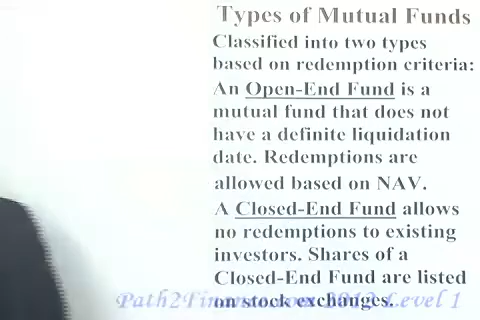 Types of Mutual Funds
Classified into two types
based on redemption criteria:
An Open-End Fund is a
mutual fund that does not
have a definite liquidation
date. Redemptions are
allowed based on NAV.
A Closed-End Fund allows
no redemptions to existing
investors. Shares of a
Closed-End Fund are listed
on stock exchanges.
2012 Level 1